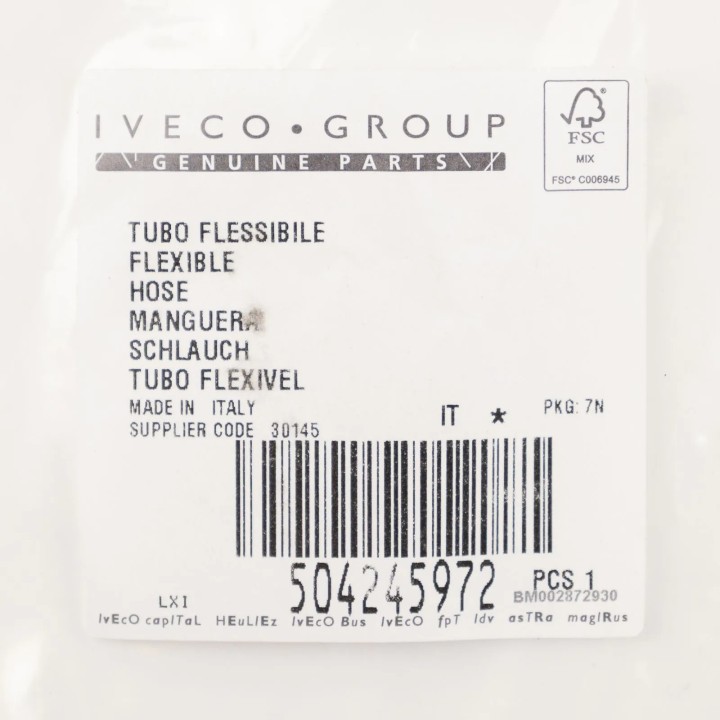 IVECO • GROUP
GENUINE PARTS
FSC
MIX
FSC® C006945
TUBO FLESSIBILE
FLEXIBLE
HOSE
MANGUERA
SCHLAUCH
TUBO FLEXIVEL
MADE IN ITALY
SUPPLIER CODE 30145
IT * PKG: 7N
504245972 PCS 1
BM002872930
LXI
IvEcO capITaL HEuLIEz IvEcO Bus IvEcO fpT Idv asTRa magIRus